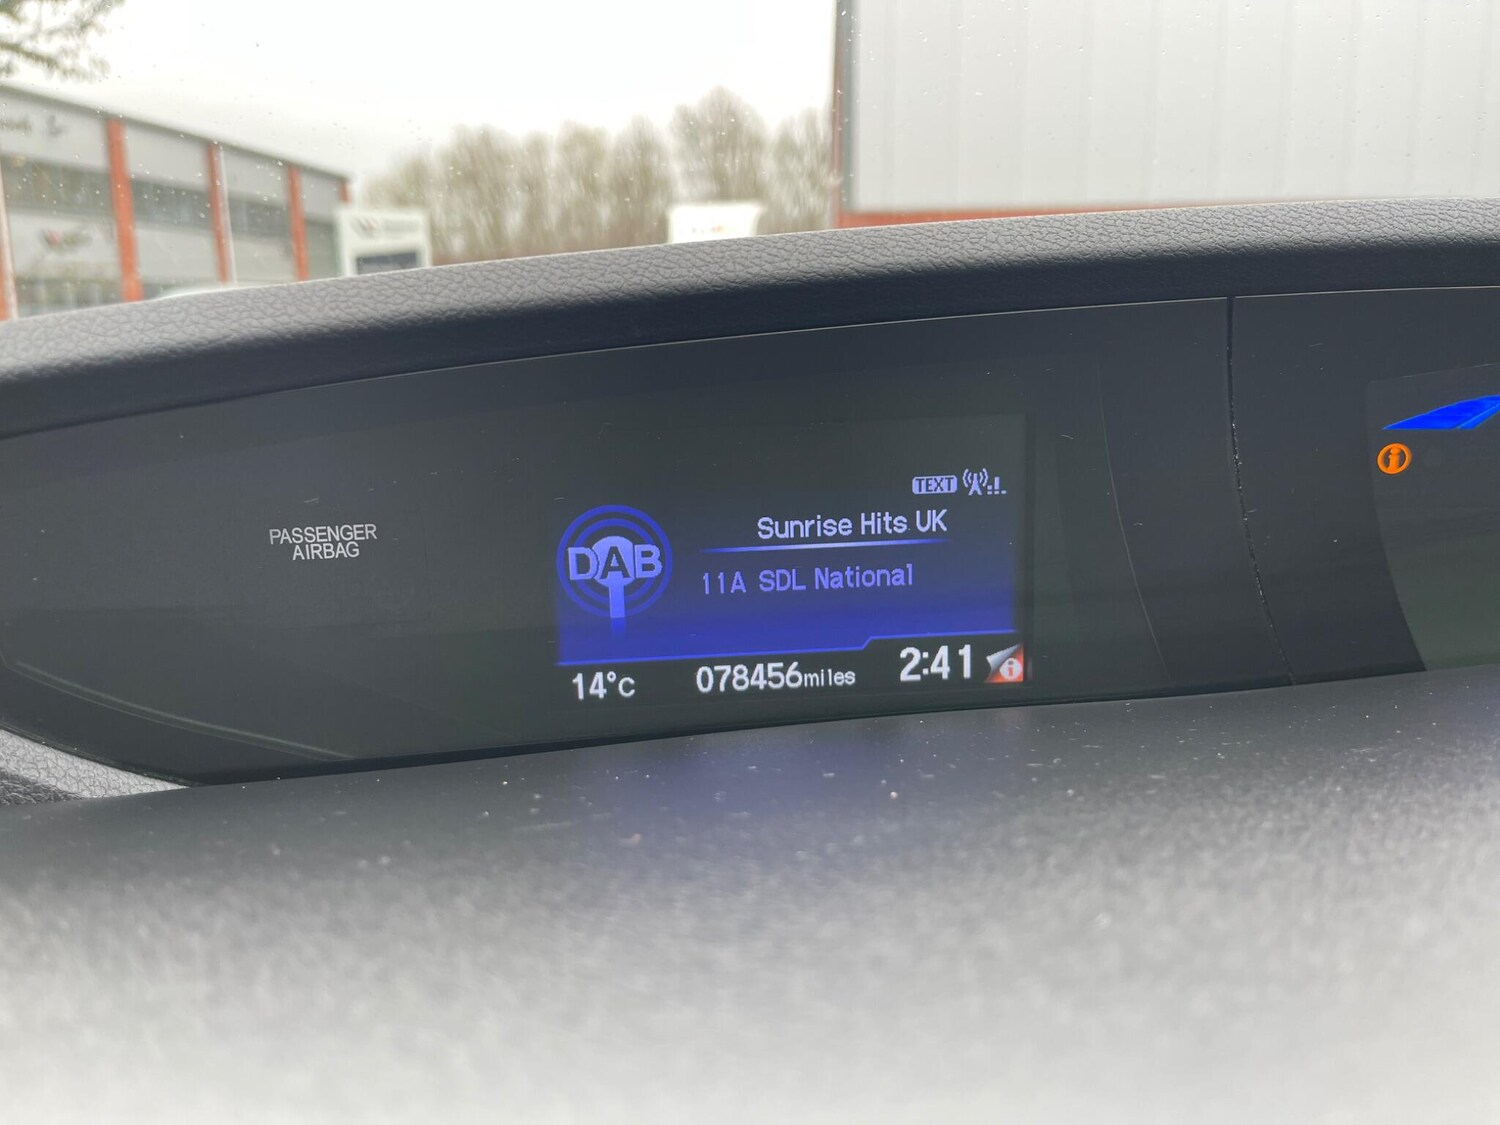 PASSENGER
AIRBAG
TEXT
DAB
Sunrise Hits UK
11A SDL National
14°C
078456miles
2:41